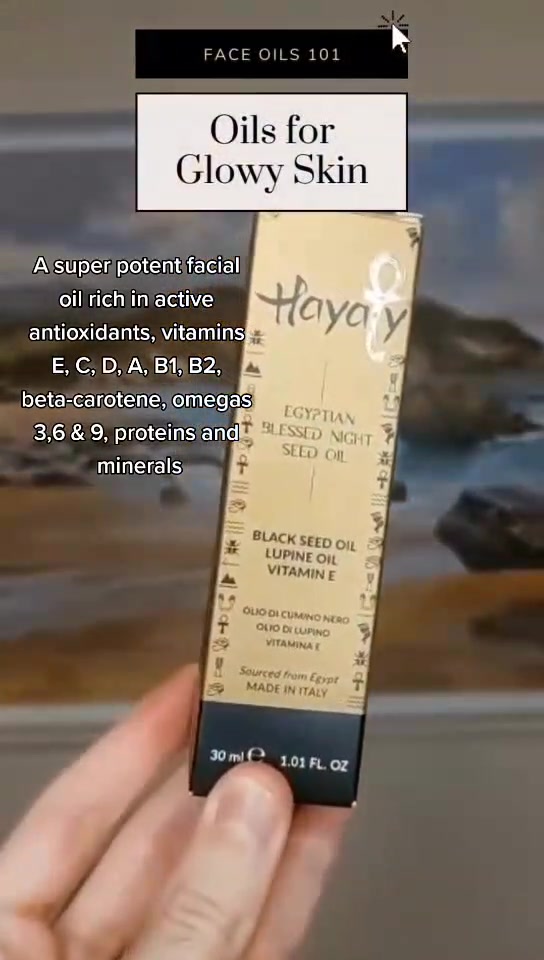 FACE OILS 101
Oils for
Glowy Skin
A super potent facial
oil rich in active
antioxidants, vitamins
E, C, D, A, B1, B2,
beta-carotene, omegas
3,6 & 9, proteins and
minerals
Hayaty
EGYPTIAN
BLESSED NIGHT
SEED OIL
BLACK SEED OIL
LUPINE OIL
VITAMIN E
OLIO DI CUMINO NERO
OLIO DI LUPINO
VITAMINA E
Sourced from Egypt
MADE IN ITALY
30 ml ℮ 1.01 FL. OZ